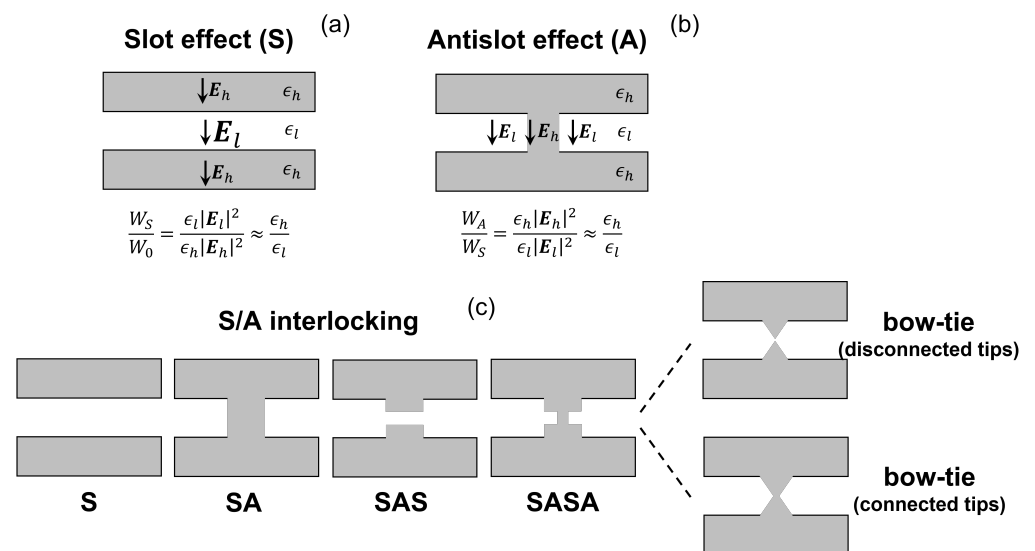 (a)
Slot effect (S)
E_h ϵ_h
E_l ϵ_l
E_h ϵ_h
W_S/W_0 = ϵ_l|E_l|^2/ϵ_h|E_h|^2 ≈ ϵ_h/ϵ_l
(b)
Antislot effect (A)
ϵ_h
E_l E_h E_l ϵ_l
ϵ_h
W_A/W_S = ϵ_h|E_h|^2/ϵ_l|E_l|^2 ≈ ϵ_h/ϵ_l
(c)
S/A interlocking
S SA SAS SASA
bow-tie
(disconnected tips)
bow-tie
(connected tips)